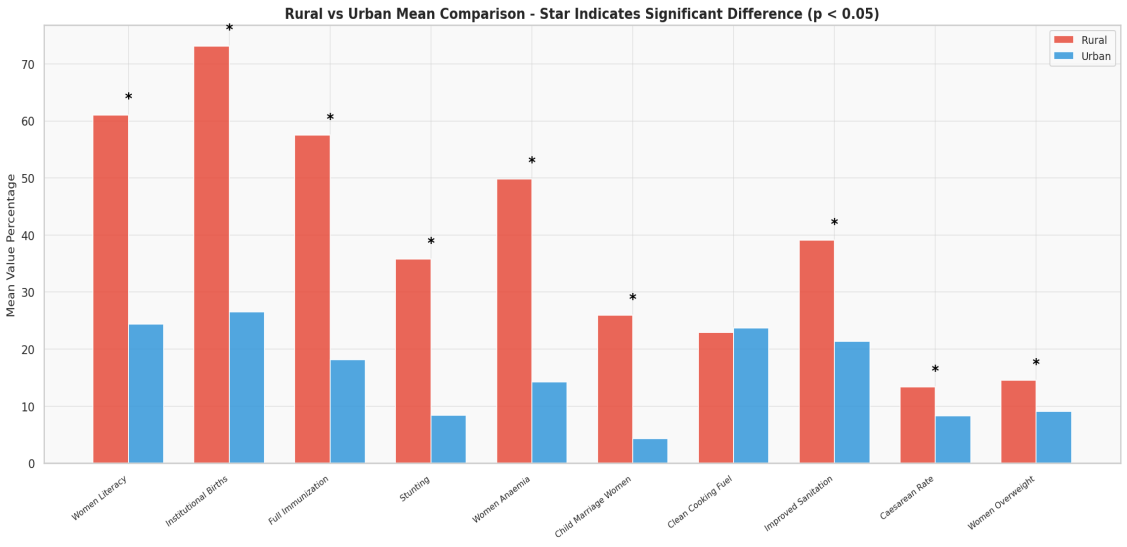 Rural vs Urban Mean Comparison - Star Indicates Significant Difference (p < 0.05)
Rural
Urban
Mean Value Percentage
70
60
50
40
30
20
10
0
*
*
*
*
*
*
*
*
*
Women Literacy
Institutional Births
Full Immunization
Stunting
Women Anaemia
Child Marriage Women
Clean Cooking Fuel
Improved Sanitation
Caesarean Rate
Women Overweight